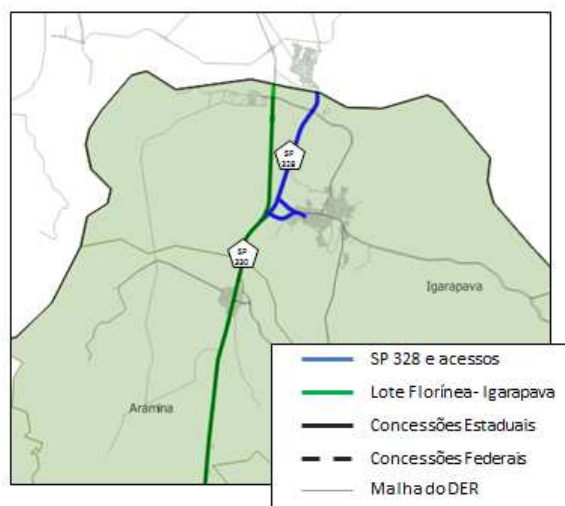 SP
328
SP
330
Igarapava
Aramina
SP 328 e acessos
Lote Florínea- Igarapava
Concessões Estaduais
Concessões Federais
Malha do DER